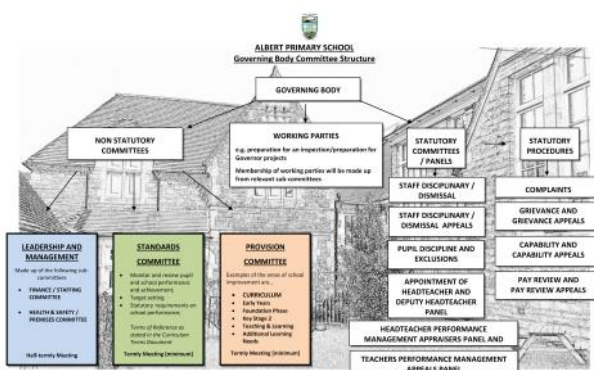 ALBERT PRIMARY SCHOOL
Governing Body Committee Structure
GOVERNING BODY
NON STATUTORY
COMMITTEES
WORKING PARTIES
e.g. preparation for an inspection/preparation for
Governor projects
Membership of working parties will be made up
from relevant sub-committees
STATUTORY
COMMITTEES
/ PANELS
STATUTORY
PROCEDURES
STAFF DISCIPLINARY /
DISMISSAL
STAFF DISCIPLINARY /
DISMISSAL APPEALS
PUPIL DISCIPLINE AND
EXCLUSIONS
APPOINTMENT OF
HEADTEACHER AND
DEPUTY HEADTEACHER
PANEL
HEADTEACHER PERFORMANCE
MANAGEMENT APPRAISERS PANEL AND
TEACHERS PERFORMANCE MANAGEMENT
APPEALS PANEL
COMPLAINTS
GRIEVANCE AND
GRIEVANCE APPEALS
CAPABILITY AND
CAPABILITY APPEALS
PAY REVIEW AND
PAY REVIEW APPEALS
LEADERSHIP AND
MANAGEMENT
Made up of the following sub-
committees
• FINANCE / STAFFING
COMMITTEE
• HEALTH & SAFETY /
PREMISES COMMITTEE
Half-termly Meeting
STANDARDS
COMMITTEE
• Monitor and review pupil
and school performance
and achievement.
• Target setting
• Statutory requirements on
school performance.
Terms of Reference as
stated in the Curriculum
Terms Document
Termly Meeting (minimum)
PROVISION
COMMITTEE
Examples of the areas of school
improvement are...
• CURRICULUM
• Early Years
• Foundation Phase
• Key Stage 2
• Teaching & Learning
• Additional Learning
Needs
Termly Meeting (minimum)